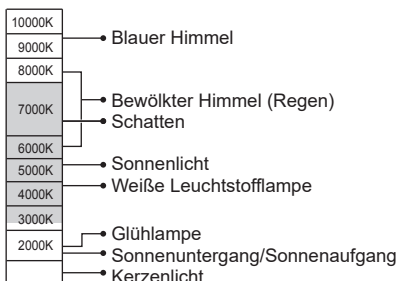 10000K
Blauer Himmel
9000K
8000K
Bewölkter Himmel (Regen)
7000K
Schatten
6000K
Sonnenlicht
5000K
Weiße Leuchtstofflampe
4000K
3000K
Glühlampe
2000K
Sonnenuntergang/Sonnenaufgang
Kerzenlicht